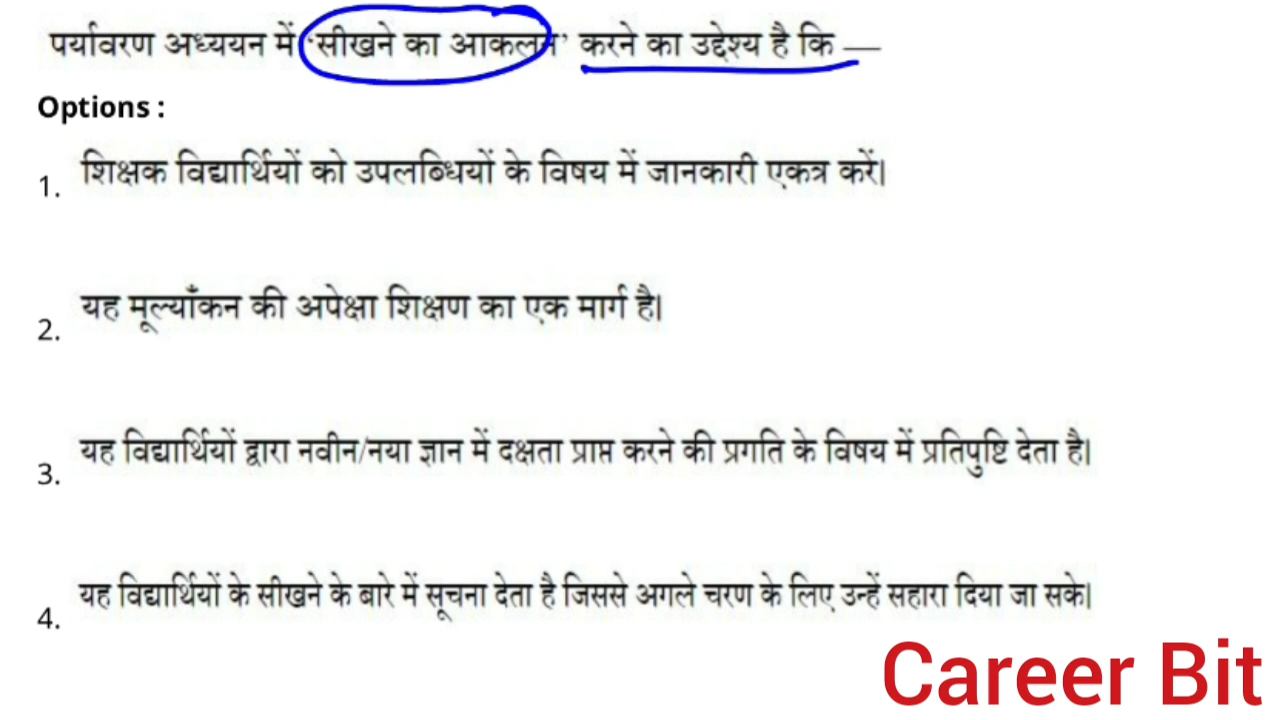 पर्यावरण अध्ययन में 'सीखने का आकलन' करने का उद्देश्य है कि —
Options :
1. शिक्षक विद्यार्थियों को उपलब्धियों के विषय में जानकारी एकत्र करें।
2. यह मूल्याँकन की अपेक्षा शिक्षण का एक मार्ग है।
3. यह विद्यार्थियों द्वारा नवीन/नया ज्ञान में दक्षता प्राप्त करने की प्रगति के विषय में प्रतिपुष्टि देता है।
4. यह विद्यार्थियों के सीखने के बारे में सूचना देता है जिससे अगले चरण के लिए उन्हें सहारा दिया जा सके।
Career Bit